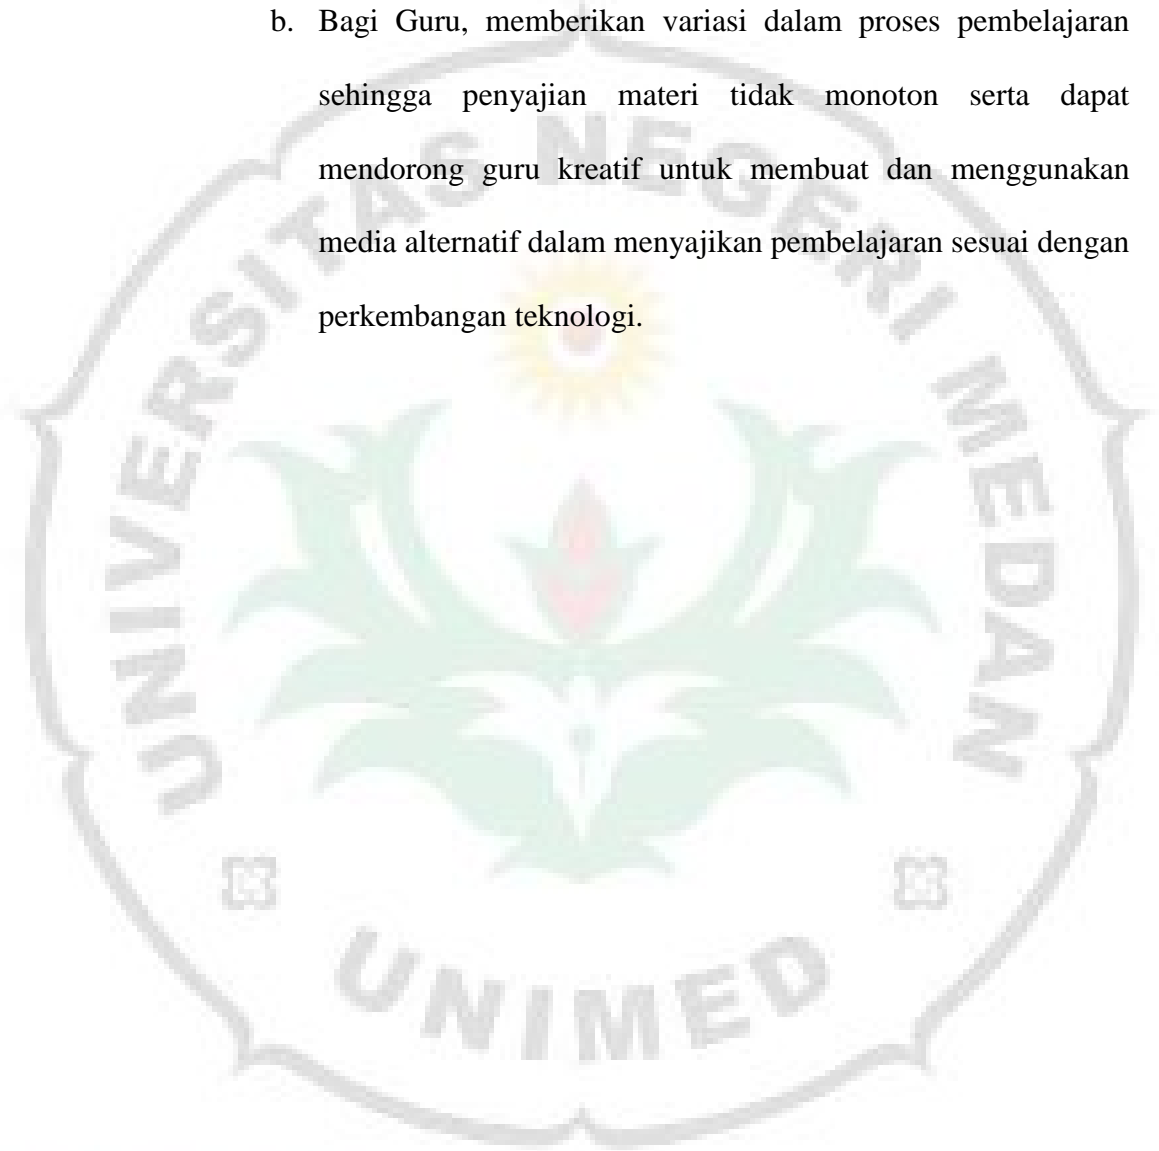 b. Bagi Guru, memberikan variasi dalam proses pembelajaran
sehingga penyajian materi tidak monoton serta dapat
mendorong guru kreatif untuk membuat dan menggunakan
media alternatif dalam menyajikan pembelajaran sesuai dengan
perkembangan teknologi.
UNIVERSITAS NEGERI MEDAN
UNIMED